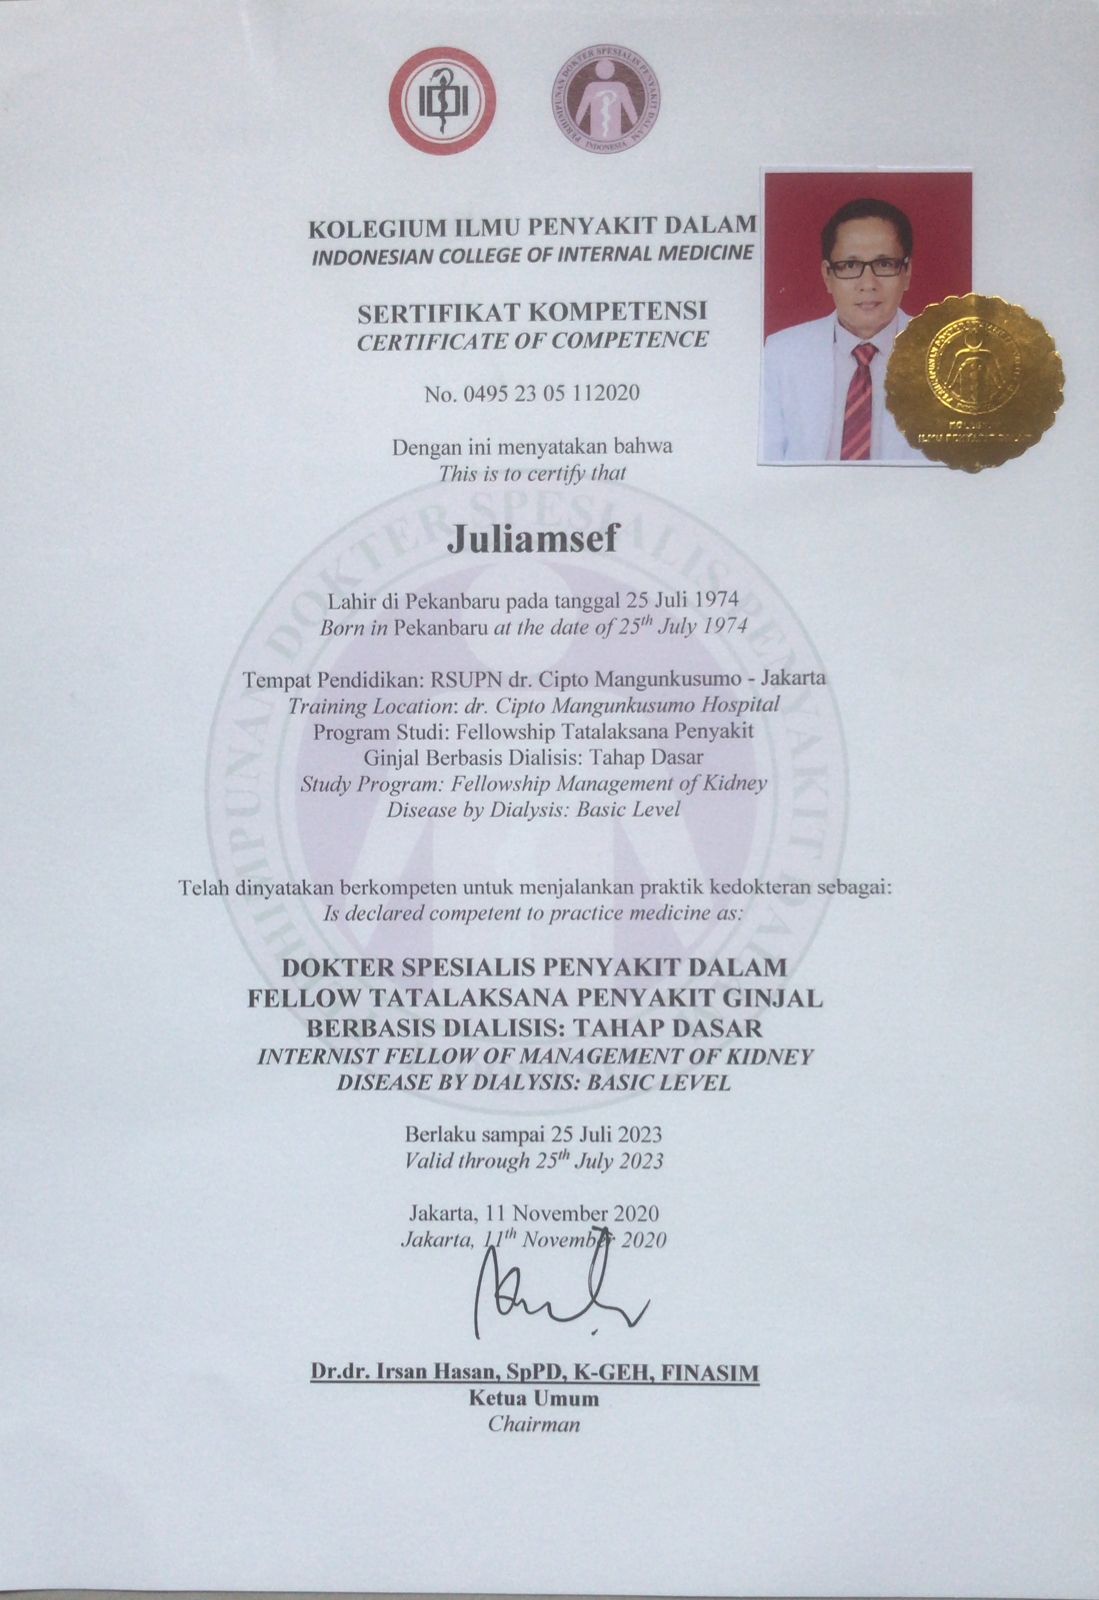 IDI
PERHIMPUNAN DOKTER SPESIALIS PENYAKIT DALAM
INDONESIA
KOLEGIUM ILMU PENYAKIT DALAM
INDONESIAN COLLEGE OF INTERNAL MEDICINE
SERTIFIKAT KOMPETENSI
CERTIFICATE OF COMPETENCE
No. 0495 23 05 112020
Dengan ini menyatakan bahwa
This is to certify that
Juliamsef
Lahir di Pekanbaru pada tanggal 25 Juli 1974
Born in Pekanbaru at the date of 25th July 1974
Tempat Pendidikan: RSUPN dr. Cipto Mangunkusumo - Jakarta
Training Location: dr. Cipto Mangunkusumo Hospital
Program Studi: Fellowship Tatalaksana Penyakit
Ginjal Berbasis Dialisis: Tahap Dasar
Study Program: Fellowship Management of Kidney
Disease by Dialysis: Basic Level
Telah dinyatakan berkompeten untuk menjalankan praktik kedokteran sebagai:
Is declared competent to practice medicine as:
DOKTER SPESIALIS PENYAKIT DALAM
FELLOW TATALAKSANA PENYAKIT GINJAL
BERBASIS DIALISIS: TAHAP DASAR
INTERNIST FELLOW OF MANAGEMENT OF KIDNEY
DISEASE BY DIALYSIS: BASIC LEVEL
Berlaku sampai 25 Juli 2023
Valid through 25th July 2023
Jakarta, 11 November 2020
Jakarta, 11th November 2020
Dr.dr. Irsan Hasan, SpPD, K-GEH, FINASIM
Ketua Umum
Chairman